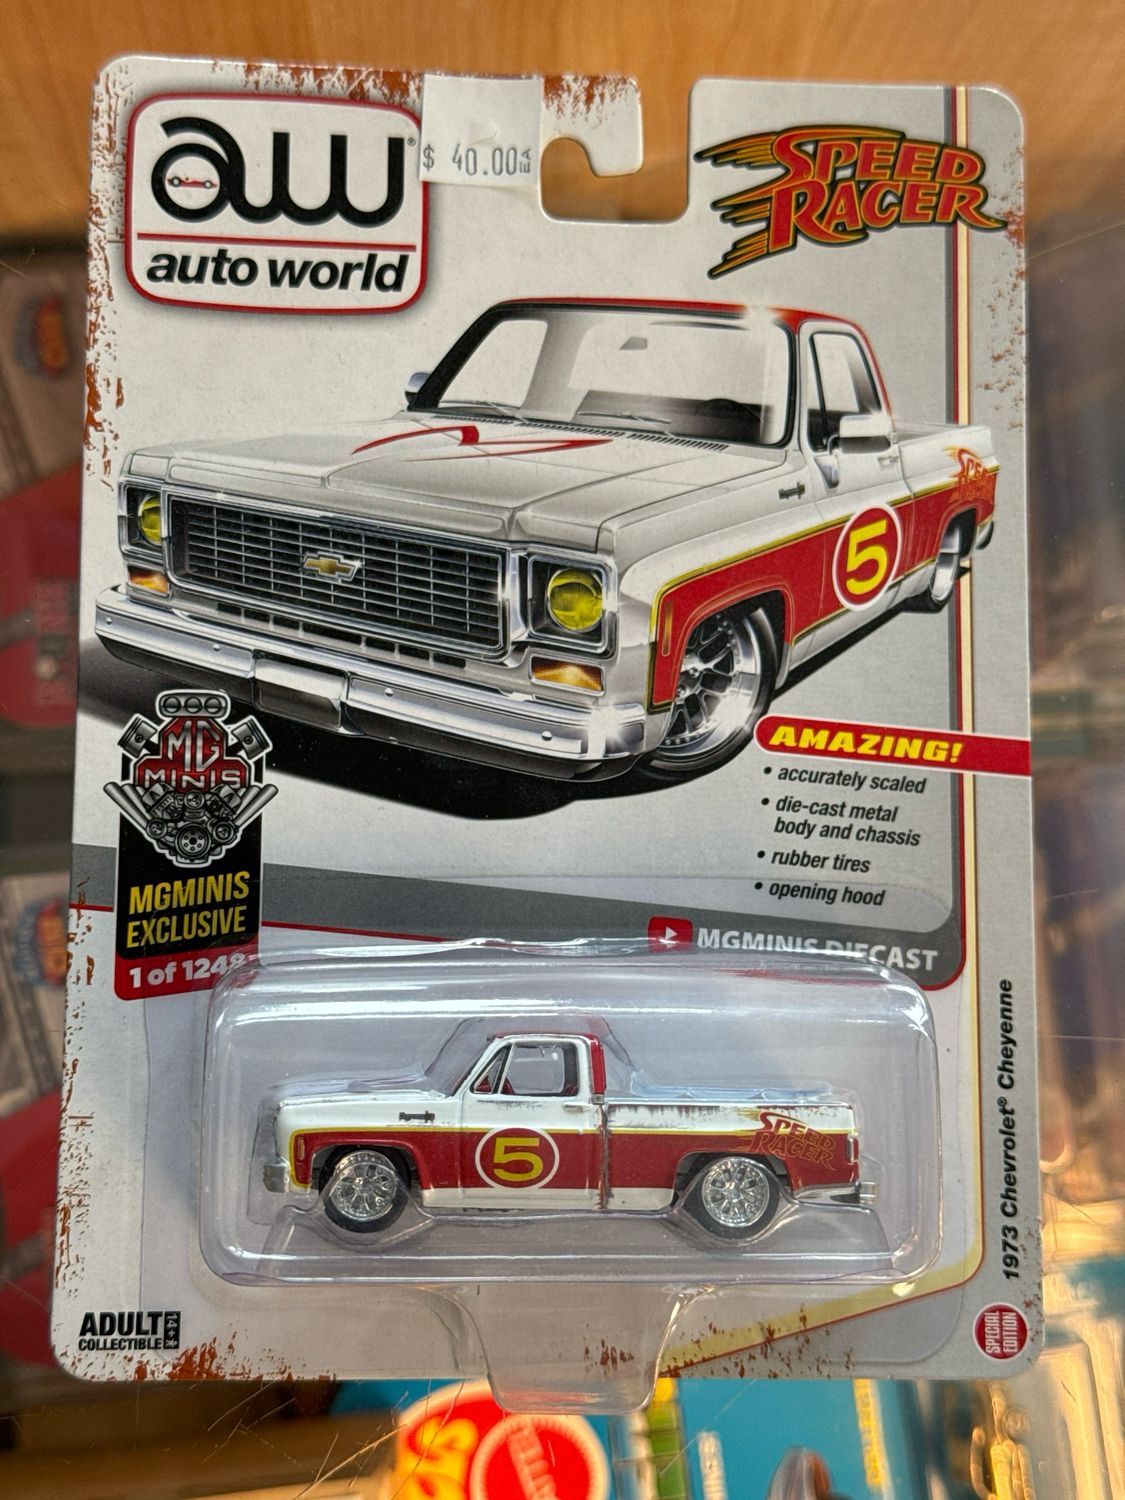 aw®
auto world
$ 40.00EA
SPEED
RACER
5
AMAZING!
• accurately scaled
• die-cast metal
body and chassis
• rubber tires
• opening hood
MG
MINIS
MGMINIS
EXCLUSIVE
1 of 1248
MGMINIS DIECAST
1973 Chevrolet® Cheyenne
5
SPEED
RACER
ADULT
COLLECTIBLE
14+
SPECIAL
EDITION